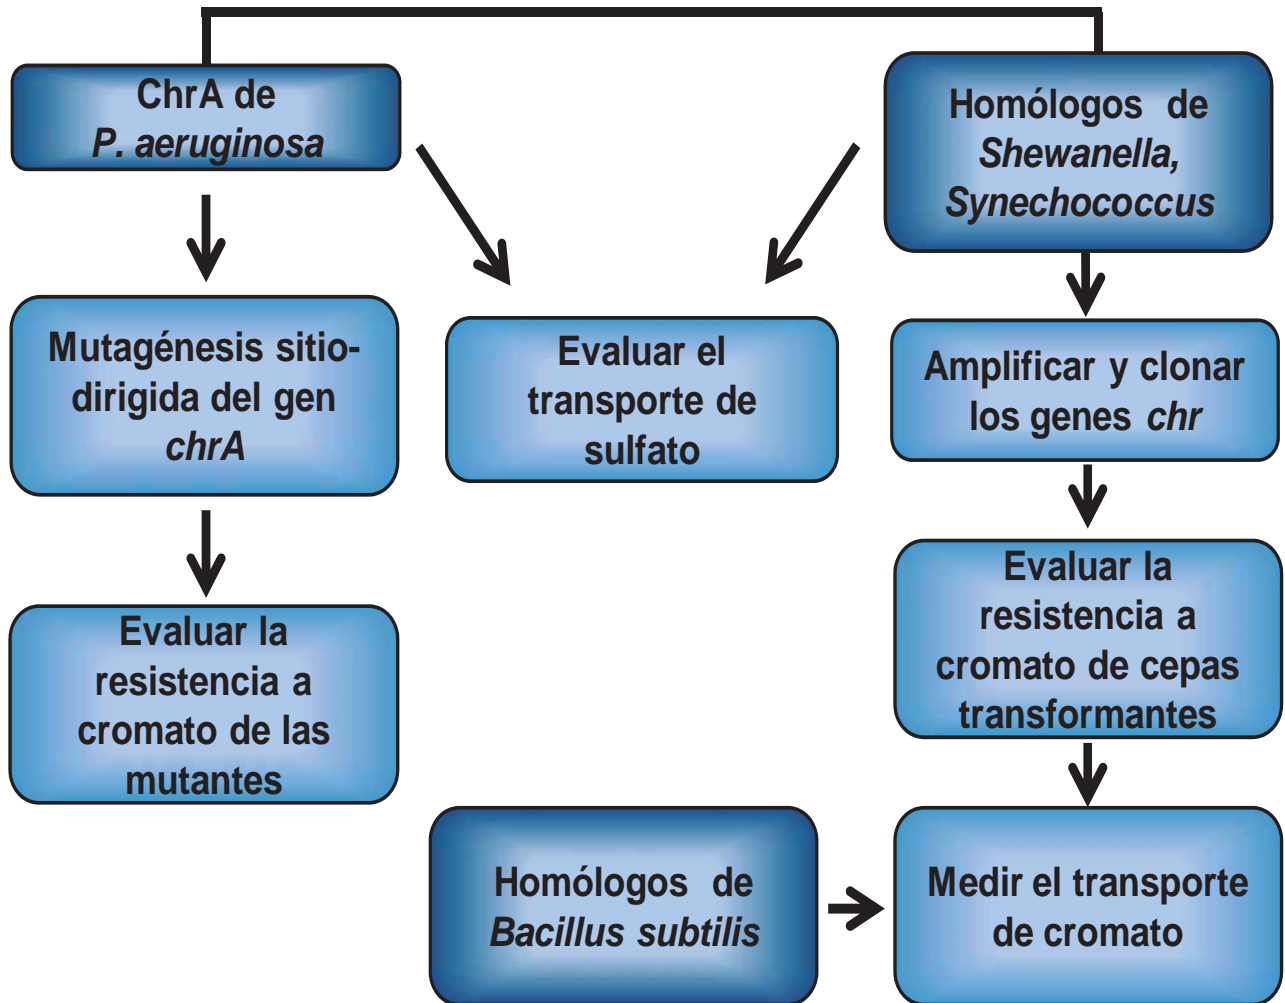 ChrA de
P. aeruginosa
Homólogos de
Shewanella,
Synechococcus
Mutagénesis sitio-
dirigida del gen
chrA
Evaluar el
transporte de
sulfato
Amplificar y clonar
los genes chr
Evaluar la
resistencia a
cromato de las
mutantes
Evaluar la
resistencia a
cromato de cepas
transformantes
Homólogos de
Bacillus subtilis
Medir el transporte
de cromato